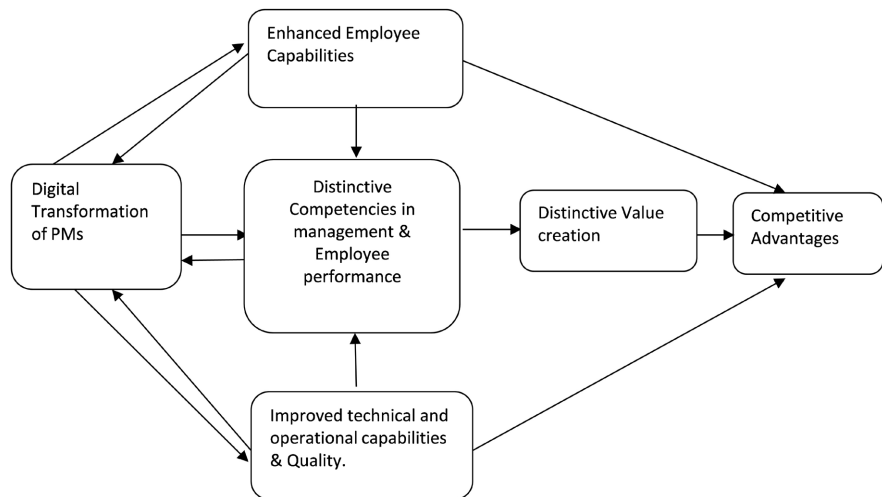 Enhanced Employee
Capabilities
Digital
Transformation
of PMs
Distinctive
Competencies in
management &
Employee
performance
Distinctive Value
creation
Competitive
Advantages
Improved technical and
operational capabilities
& Quality.